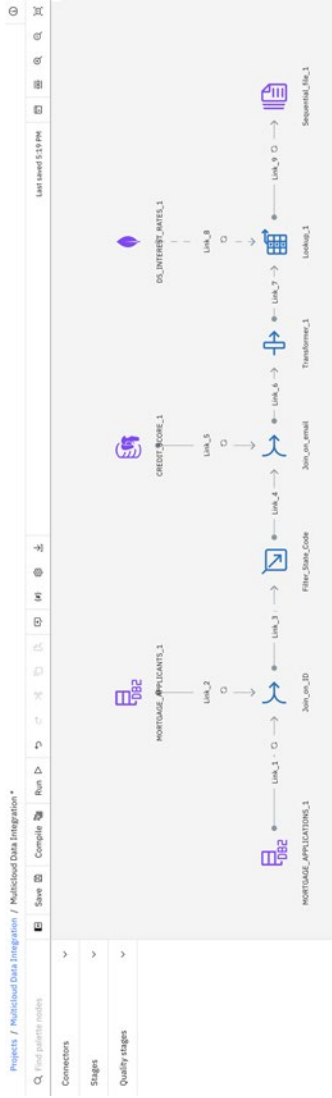 Projects / Multicloud Data Integration / Multicloud Data Integration*
Find palette nodes
Save
Compile
Run
Last saved 5:19 PM
Connectors
Stages
Quality stages
MORTGAGE_APPLICANTS_1
CREDIT_SCORE_1
DS_INTEREST_RATES_1
DB2
Link_2
Link_5
Link_8
DB2
Link_1
Link_3
Link_4
Link_6
Link_7
Link_9
MORTGAGE_APPLICATIONS_1
Join_on_ID
Filter_State_Code
Join_on_email
Transformer_1
Lookup_1
Sequential_file_1